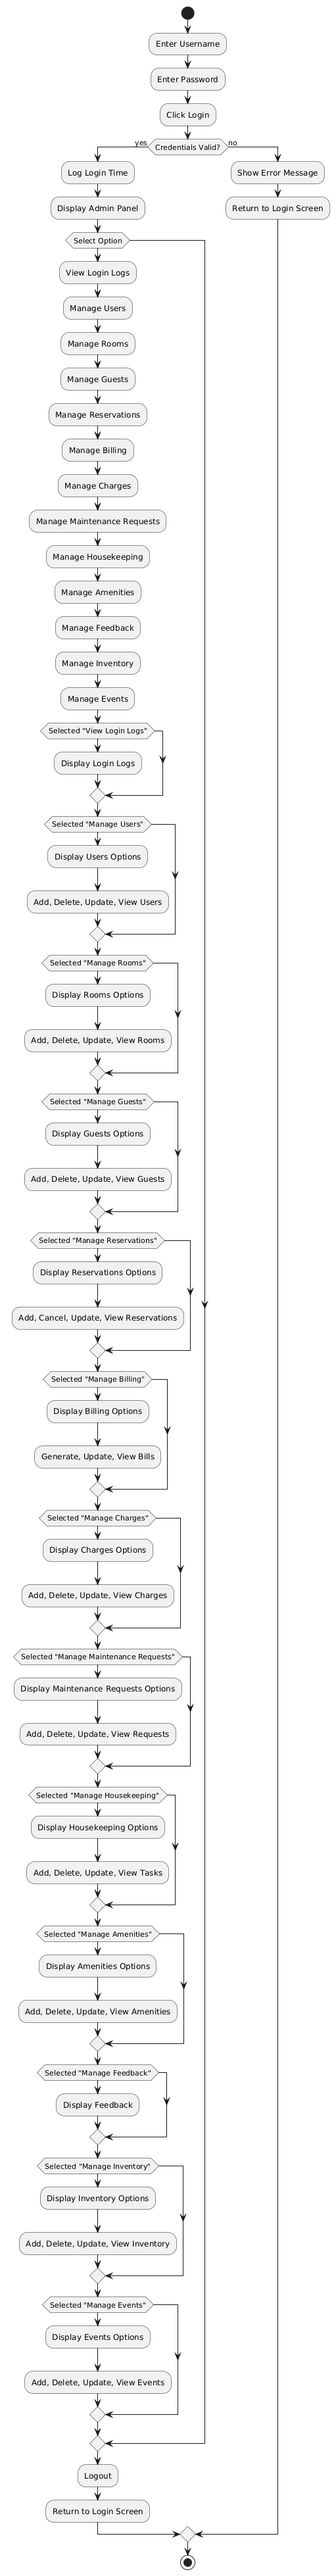 Enter Username
Enter Password
Click Login
yes
Credentials Valid?
no
Log Login Time
Show Error Message
Display Admin Panel
Return to Login Screen
Select Option
View Login Logs
Manage Users
Manage Rooms
Manage Guests
Manage Reservations
Manage Billing
Manage Charges
Manage Maintenance Requests
Manage Housekeeping
Manage Amenities
Manage Feedback
Manage Inventory
Manage Events
Selected "View Login Logs"
Display Login Logs
Selected "Manage Users"
Display Users Options
Add, Delete, Update, View Users
Selected "Manage Rooms"
Display Rooms Options
Add, Delete, Update, View Rooms
Selected "Manage Guests"
Display Guests Options
Add, Delete, Update, View Guests
Selected "Manage Reservations"
Display Reservations Options
Add, Cancel, Update, View Reservations
Selected "Manage Billing"
Display Billing Options
Generate, Update, View Bills
Selected "Manage Charges"
Display Charges Options
Add, Delete, Update, View Charges
Selected "Manage Maintenance Requests"
Display Maintenance Requests Options
Add, Delete, Update, View Requests
Selected "Manage Housekeeping"
Display Housekeeping Options
Add, Delete, Update, View Tasks
Selected "Manage Amenities"
Display Amenities Options
Add, Delete, Update, View Amenities
Selected "Manage Feedback"
Display Feedback
Selected "Manage Inventory"
Display Inventory Options
Add, Delete, Update, View Inventory
Selected "Manage Events"
Display Events Options
Add, Delete, Update, View Events
Logout
Return to Login Screen